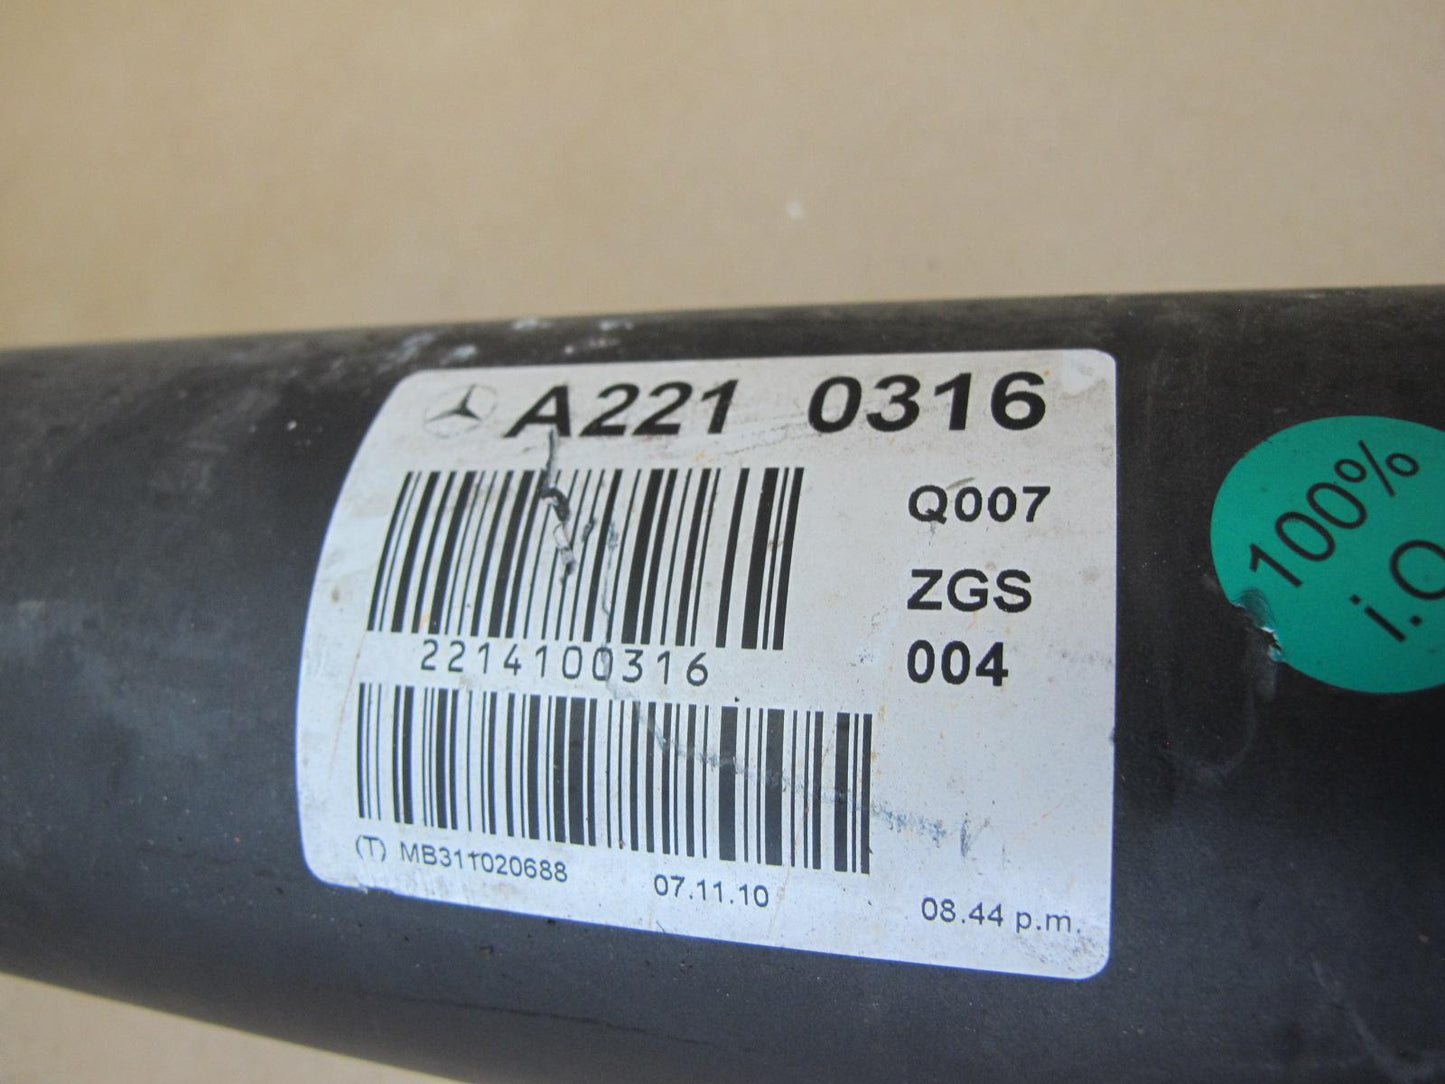 A221 0316
Q007
ZGS
004
2214100316
(T) MB311020688 07.11.10 08.44 p.m.
100%
i.O